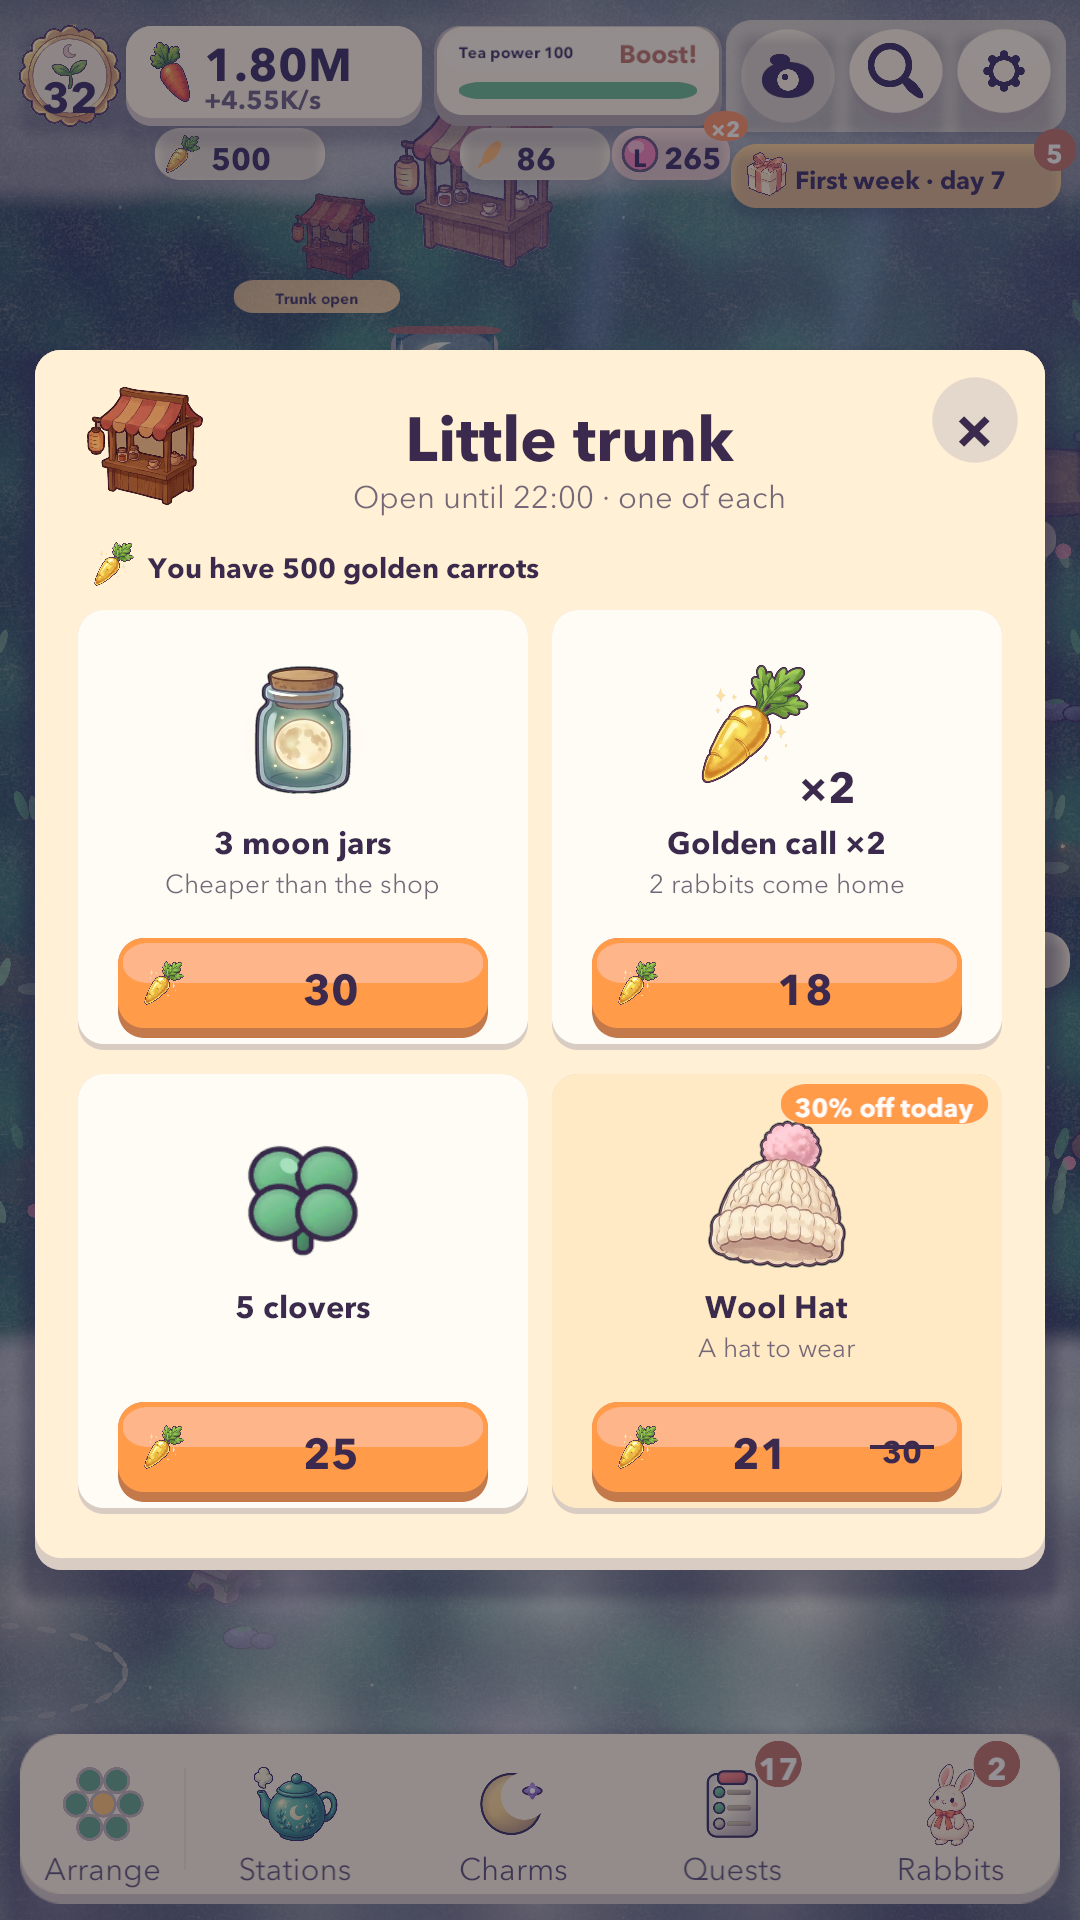 32
1.80M
+4.55K/s
Tea power 100
Boost!
500
86
L 265
×2
First week · day 7
5
Trunk open
Little trunk
Open until 22:00 · one of each
You have 500 golden carrots
×2
3 moon jars
Cheaper than the shop
30
Golden call ×2
2 rabbits come home
18
5 clovers
25
30% off today
Wool Hat
A hat to wear
21 30
Arrange
Stations
Charms
17
Quests
2
Rabbits